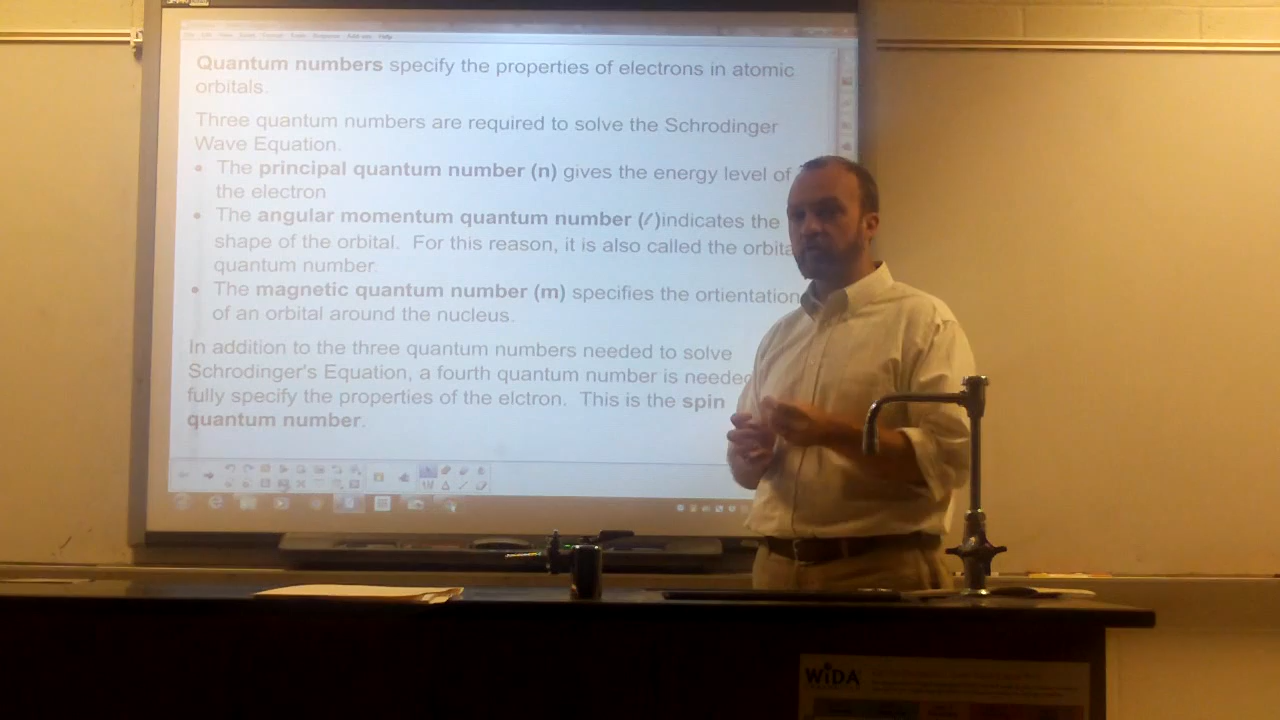 Quantum numbers specify the properties of electrons in atomic
orbitals.
Three quantum numbers are required to solve the Schrodinger
Wave Equation.
• The principal quantum number (n) gives the energy level of
the electron
• The angular momentum quantum number (ℓ)indicates the
shape of the orbital. For this reason, it is also called the orbita
quantum number.
• The magnetic quantum number (m) specifies the ortientation
of an orbital around the nucleus.
In addition to the three quantum numbers needed to solve
Schrodinger's Equation, a fourth quantum number is needed
fully specify the properties of the elctron. This is the spin
quantum number.
WiDA